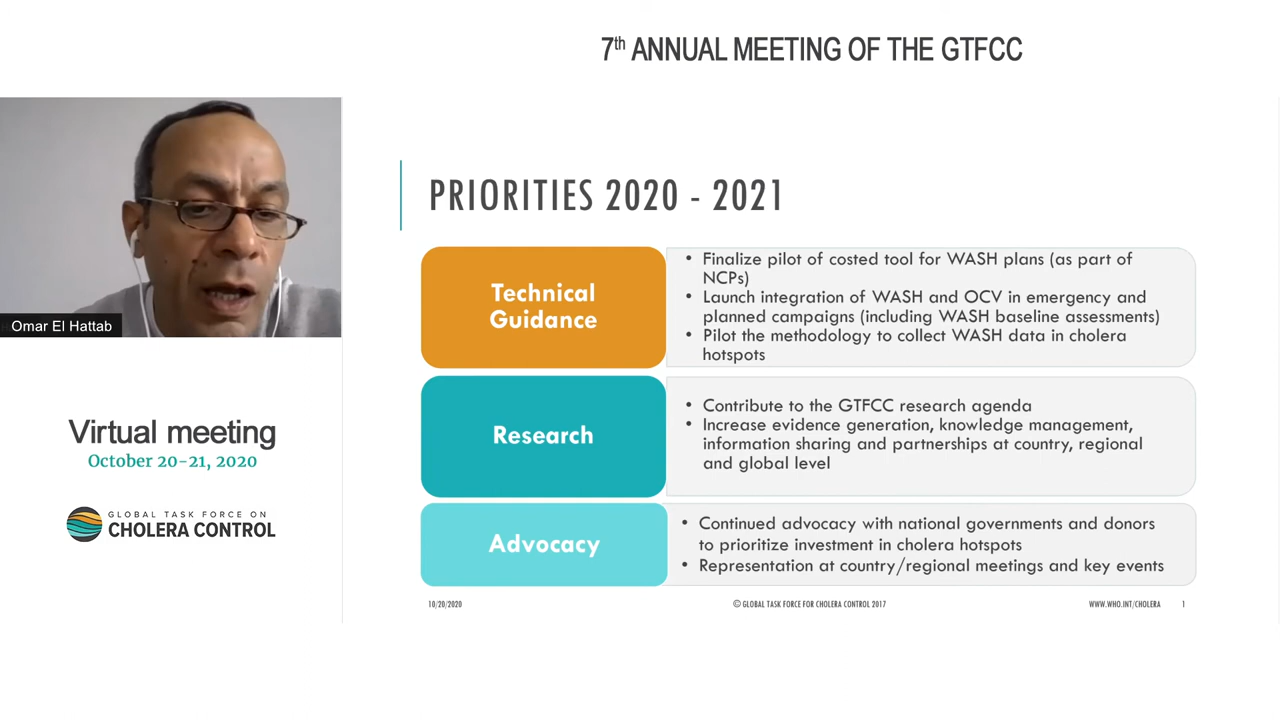 7th ANNUAL MEETING OF THE GTFCC
Omar El Hattab
Virtual meeting
October 20-21, 2020
GLOBAL TASK FORCE ON
CHOLERA CONTROL
PRIORITIES 2020 - 2021
Technical
Guidance
• Finalize pilot of costed tool for WASH plans (as part of
NCPs)
• Launch integration of WASH and OCV in emergency and
planned campaigns (including WASH baseline assessments)
• Pilot the methodology to collect WASH data in cholera
hotspots
Research
• Contribute to the GTFCC research agenda
• Increase evidence generation, knowledge management,
information sharing and partnerships at country, regional
and global level
Advocacy
• Continued advocacy with national governments and donors
to prioritize investment in cholera hotspots
• Representation at country/regional meetings and key events
10/20/2020
© GLOBAL TASK FORCE FOR CHOLERA CONTROL 2017
WWW.WHO.INT/CHOLERA
1